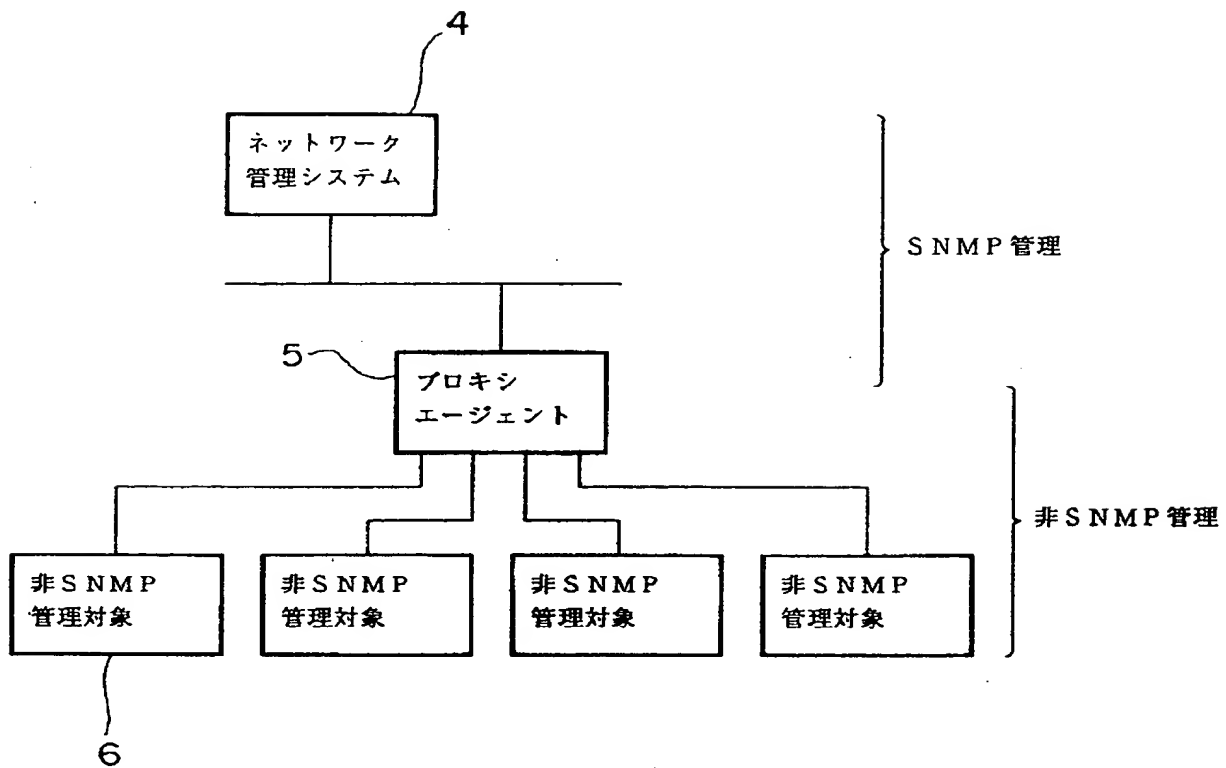 4
ネットワーク
管理システム
SNMP管理
5
プロキシ
エージェント
非SNMP管理
非SNMP
管理対象
非SNMP
管理対象
非SNMP
管理対象
非SNMP
管理対象
6